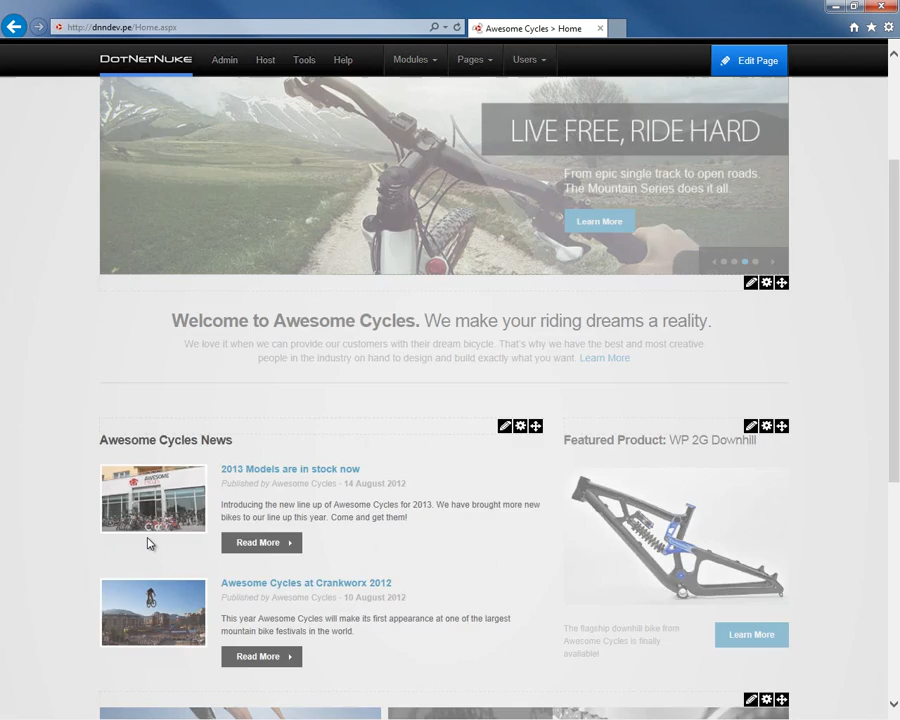 http://dnndev.pe/Home.aspx
Awesome Cycles > Home
DOTNETNUKE
Admin
Host
Tools
Help
Modules
Pages
Users
Edit Page
LIVE FREE, RIDE HARD
From epic single track to open roads.
The Mountain Series does it all.
Learn More
Welcome to Awesome Cycles. We make your riding dreams a reality.
We love it when we can provide our customers with their dream bicycle. That's why we have the best and most creative
people in the industry on hand to design and build exactly what you want. Learn More
Awesome Cycles News
2013 Models are in stock now
Published by Awesome Cycles - 14 August 2012
Introducing the new line up of Awesome Cycles for 2013. We have brought more new
bikes to our line up this year. Come and get them!
Read More
Awesome Cycles at Crankworx 2012
Published by Awesome Cycles - 10 August 2012
This year Awesome Cycles will make its first appearance at one of the largest
mountain bike festivals in the world.
Read More
Featured Product: WP 2G Downhill
The flagship downhill bike from
Awesome Cycles is finally
available!
Learn More